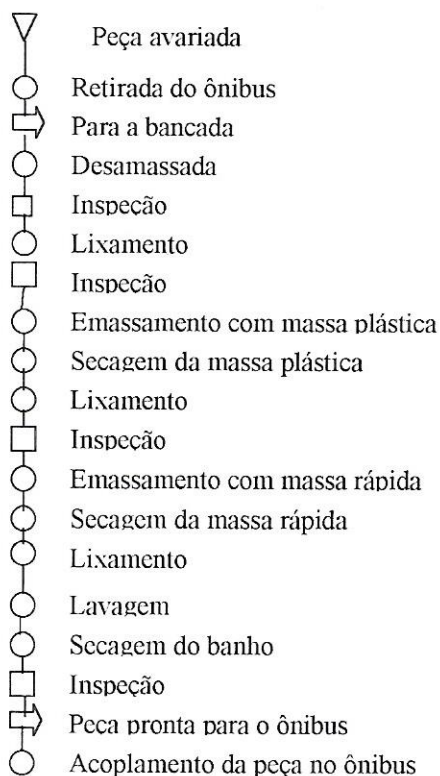 Peça avariada
Retirada do ônibus
Para a bancada
Desamassada
Inspeção
Lixamento
Inspeção
Emassamento com massa plástica
Secagem da massa plástica
Lixamento
Inspeção
Emassamento com massa rápida
Secagem da massa rápida
Lixamento
Lavagem
Secagem do banho
Inspeção
Peça pronta para o ônibus
Acoplamento da peça no ônibus